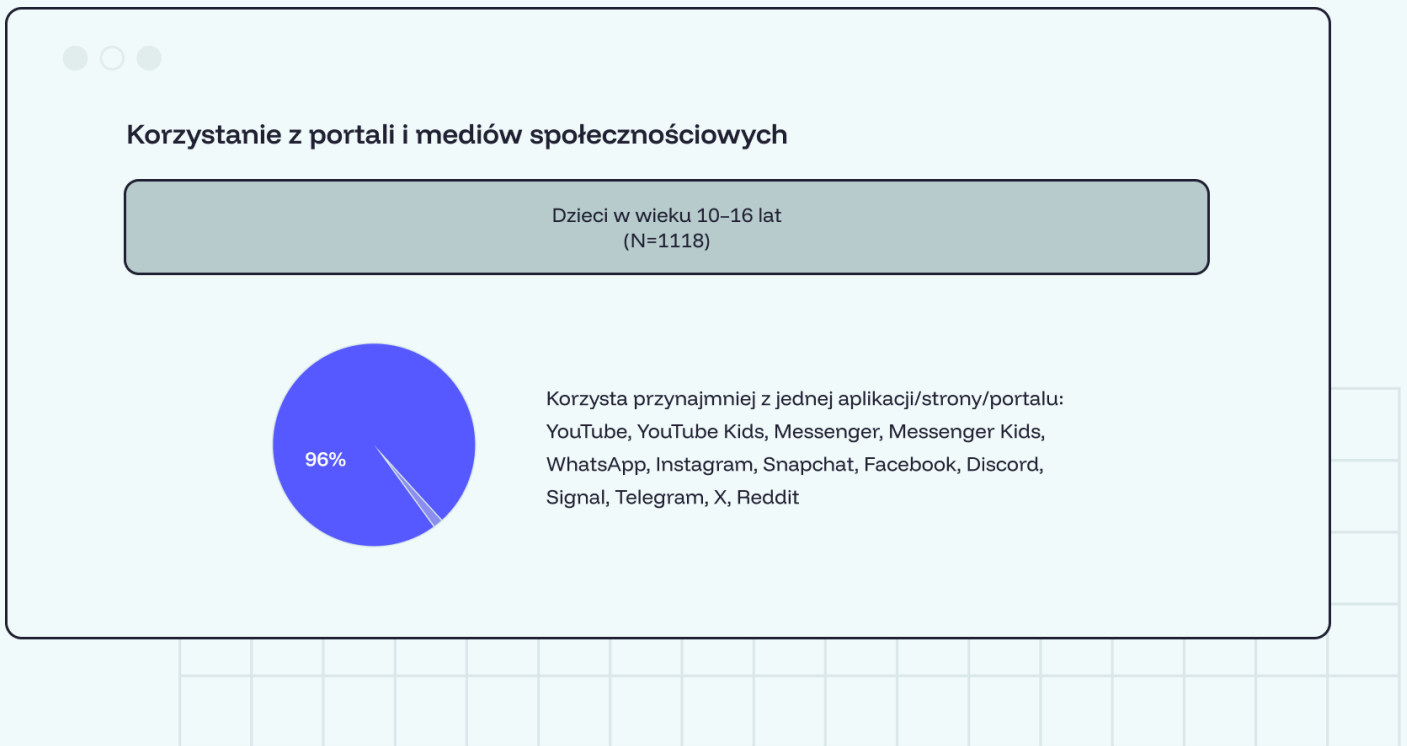 Korzystanie z portali i mediów społecznościowych
Dzieci w wieku 10–16 lat
(N=1118)
96%
Korzysta przynajmniej z jednej aplikacji/strony/portalu:
YouTube, YouTube Kids, Messenger, Messenger Kids,
WhatsApp, Instagram, Snapchat, Facebook, Discord,
Signal, Telegram, X, Reddit